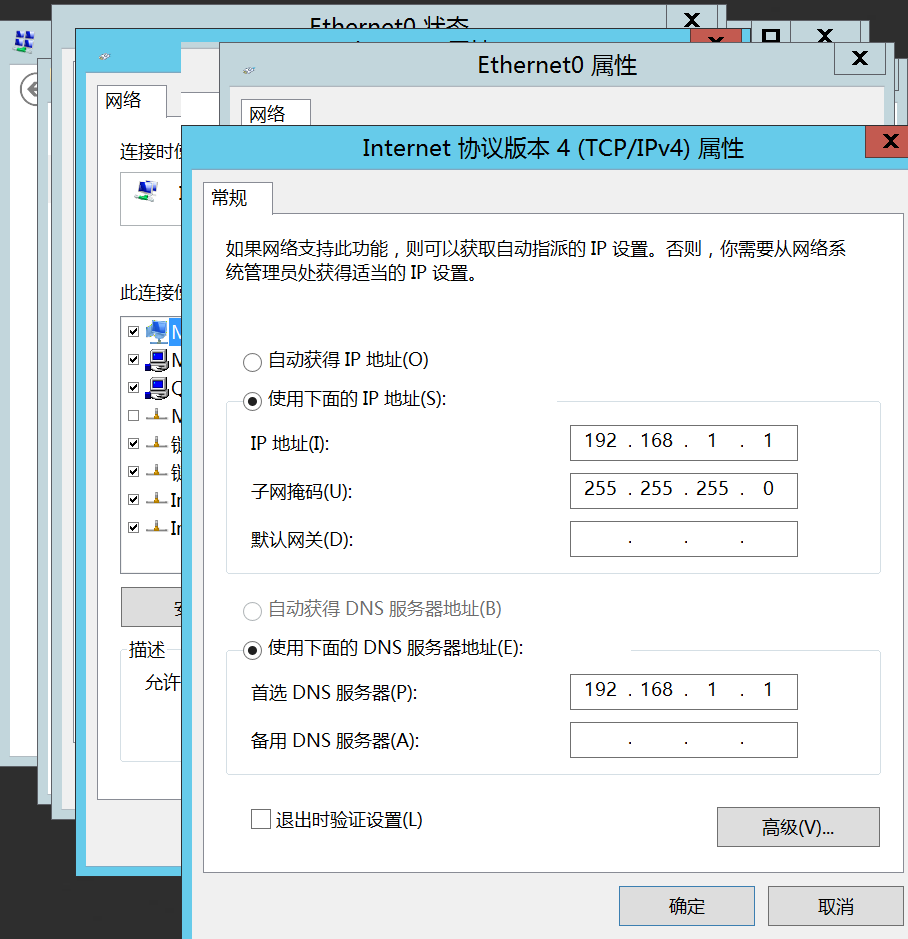 Ethernet0 状态
Ethernet0 属性
网络
网络
连接时使
此连接使
描述
允许
Internet 协议版本 4 (TCP/IPv4) 属性
常规
如果网络支持此功能，则可以获取自动指派的 IP 设置。否则，你需要从网络系
统管理员处获得适当的 IP 设置。
自动获得 IP 地址(O)
使用下面的 IP 地址(S):
IP 地址(I): 192 . 168 . 1 . 1
子网掩码(U): 255 . 255 . 255 . 0
默认网关(D): . . .
自动获得 DNS 服务器地址(B)
使用下面的 DNS 服务器地址(E):
首选 DNS 服务器(P): 192 . 168 . 1 . 1
备用 DNS 服务器(A): . . .
退出时验证设置(L)
高级(V)...
确定
取消